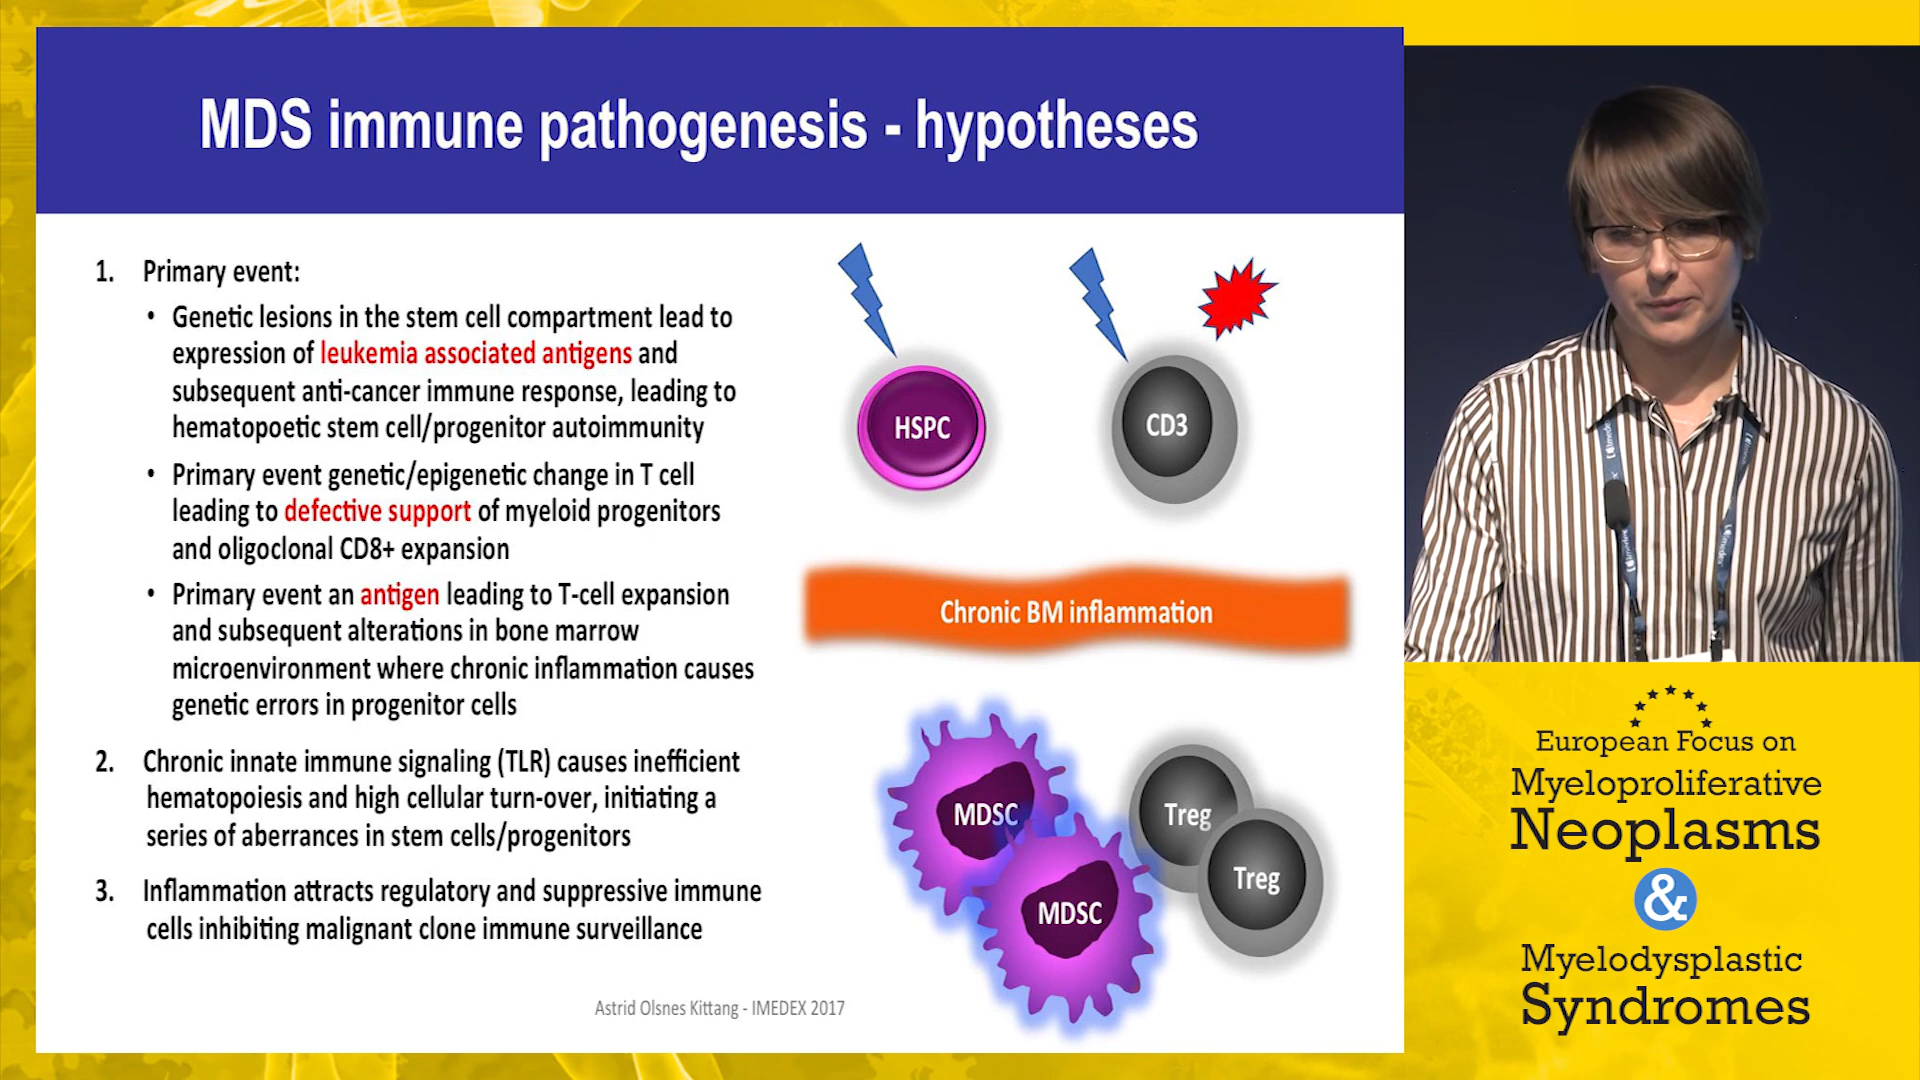 MDS immune pathogenesis - hypotheses
1. Primary event:
• Genetic lesions in the stem cell compartment lead to
expression of leukemia associated antigens and
subsequent anti-cancer immune response, leading to
hematopoetic stem cell/progenitor autoimmunity
• Primary event genetic/epigenetic change in T cell
leading to defective support of myeloid progenitors
and oligoclonal CD8+ expansion
• Primary event an antigen leading to T-cell expansion
and subsequent alterations in bone marrow
microenvironment where chronic inflammation causes
genetic errors in progenitor cells
2. Chronic innate immune signaling (TLR) causes inefficient
hematopoiesis and high cellular turn-over, initiating a
series of aberrances in stem cells/progenitors
3. Inflammation attracts regulatory and suppressive immune
cells inhibiting malignant clone immune surveillance
HSPC
CD3
Chronic BM inflammation
MDSC
Treg
Treg
MDSC
Astrid Olsnes Kittang - IMEDEX 2017
European Focus on
Myeloproliferative
Neoplasms
&
Myelodysplastic
Syndromes